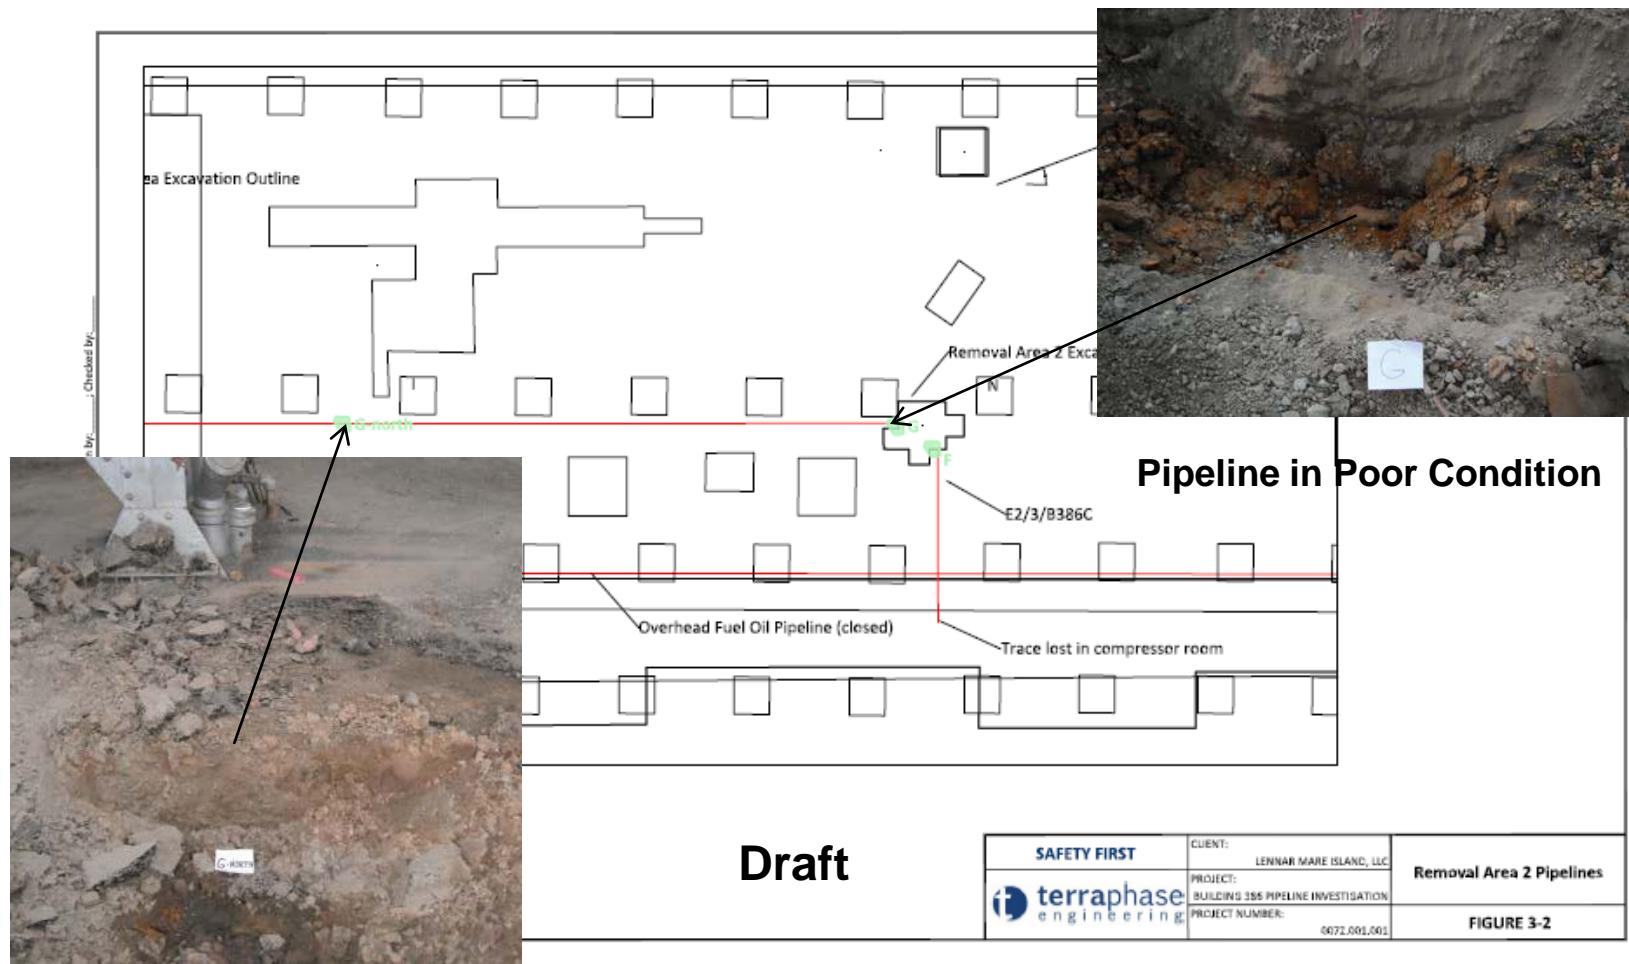 ea Excavation Outline
; Checked by:
Removal Area 2 Exca
I
N
G-north
G
F
G
Pipeline in Poor Condition
E2/3/B386C
Overhead Fuel Oil Pipeline (closed)
Trace lost in compressor room
G-NORTH
Draft
SAFETY FIRST
terraphase
engineering
CLIENT:
LENNAR MARE ISLAND, LLC
PROJECT:
BUILDING 386 PIPELINE INVESTIGATION
PROJECT NUMBER:
0072.001.001
Removal Area 2 Pipelines
FIGURE 3-2